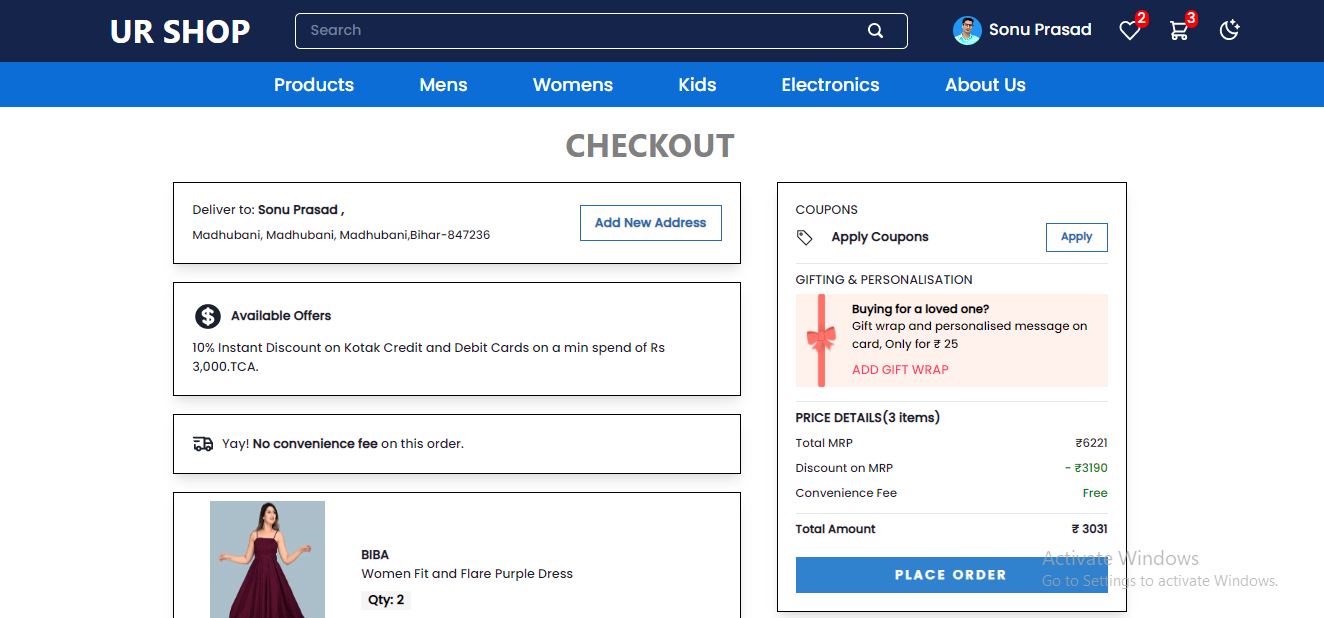 UR SHOP
Search
Sonu Prasad
2
3
Products
Mens
Womens
Kids
Electronics
About Us
CHECKOUT
Deliver to: Sonu Prasad ,
Madhubani, Madhubani, Madhubani,Bihar-847236
Add New Address
Available Offers
10% Instant Discount on Kotak Credit and Debit Cards on a min spend of Rs
3,000.TCA.
Yay! No convenience fee on this order.
BIBA
Women Fit and Flare Purple Dress
Qty: 2
COUPONS
Apply Coupons
Apply
GIFTING & PERSONALISATION
Buying for a loved one?
Gift wrap and personalised message on
card, Only for ₹ 25
ADD GIFT WRAP
PRICE DETAILS(3 items)
Total MRP ₹6221
Discount on MRP - ₹3190
Convenience Fee Free
Total Amount ₹ 3031
PLACE ORDER
Activate Windows
Go to Settings to activate Windows.